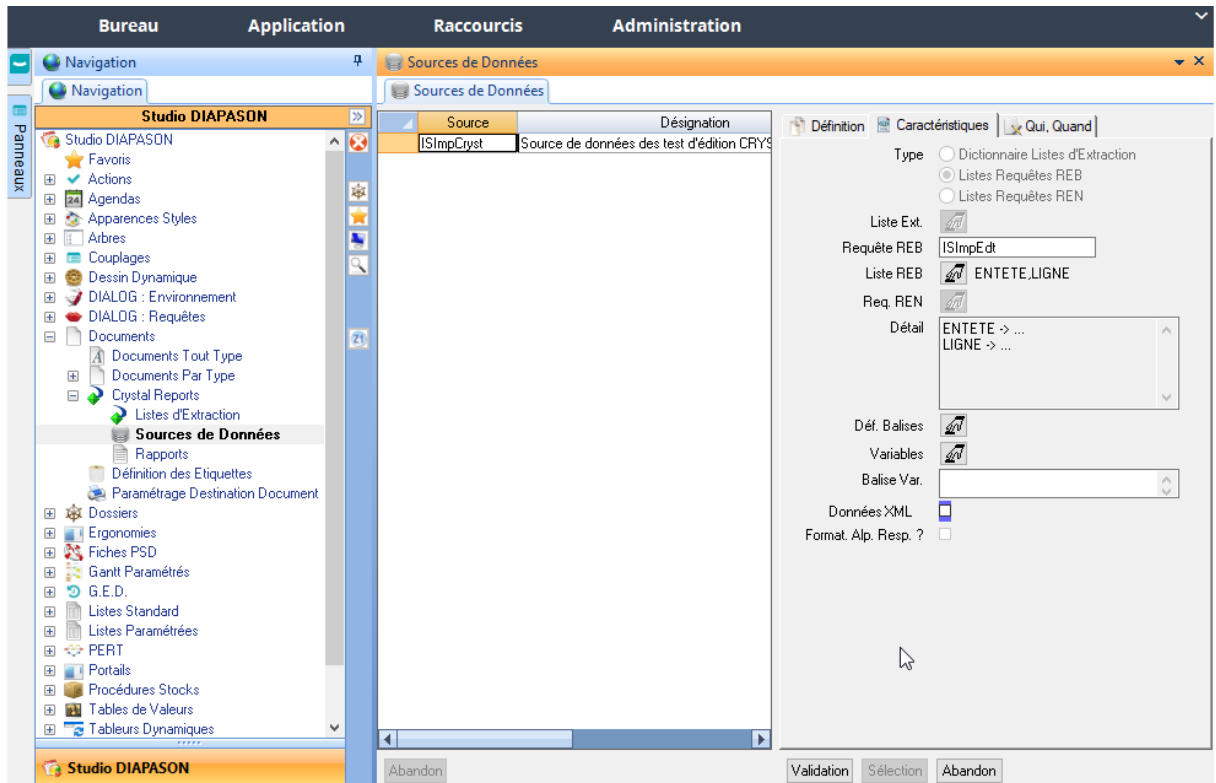 Bureau Application Raccourcis Administration
Navigation
Sources de Données
Navigation
Sources de Données
Panneaux
Studio DIAPASON
Studio DIAPASON
Favoris
Actions
Agendas
Apparences Styles
Arbres
Couplages
Dessin Dynamique
DIALOG : Environnement
DIALOG : Requêtes
Documents
Documents Tout Type
Documents Par Type
Crystal Reports
Listes d'Extraction
Sources de Données
Rapports
Définition des Etiquettes
Paramétrage Destination Document
Dossiers
Ergonomies
Fiches PSD
Gantt Paramétrés
G.E.D.
Listes Standard
Listes Paramétrées
PERT
Portails
Procédures Stocks
Tables de Valeurs
Tableurs Dynamiques
Studio DIAPASON
Source Désignation
ISImpCryst Source de données des test d'édition CRYS
Abandon
Définition Caractéristiques Qui, Quand
Type Dictionnaire Listes d'Extraction
Listes Requêtes REB
Listes Requêtes REN
Liste Ext.
Requête REB ISImpEdt
Liste REB ENTETE,LIGNE
Req. REN
Détail ENTETE -> ...
LIGNE -> ...
Déf. Balises
Variables
Balise Var.
Données XML
Format. Alp. Resp. ?
Validation Sélection Abandon